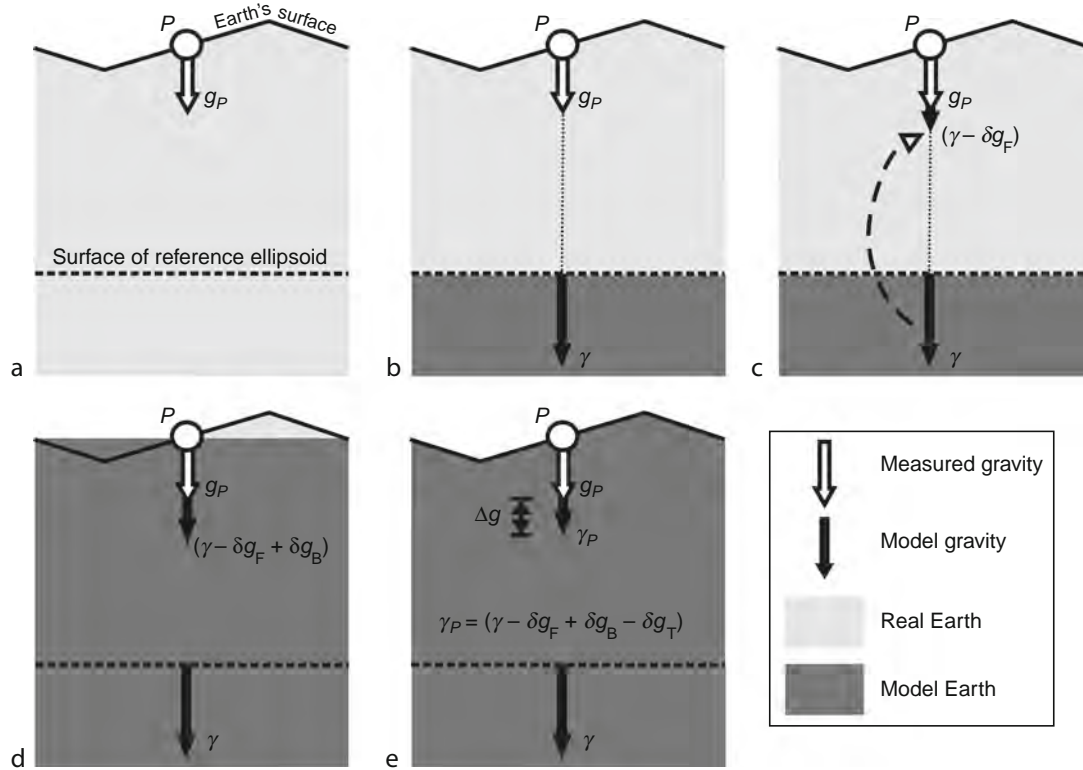 P
Earth's surface
g_P
Surface of reference ellipsoid
a
P
g_P
γ
b
P
g_P
(γ – δg_F)
γ
c
P
g_P
(γ – δg_F + δg_B)
γ
d
P
g_P
Δg
γ_P
γ_P = (γ – δg_F + δg_B – δg_T)
γ
e
Measured gravity
Model gravity
Real Earth
Model Earth